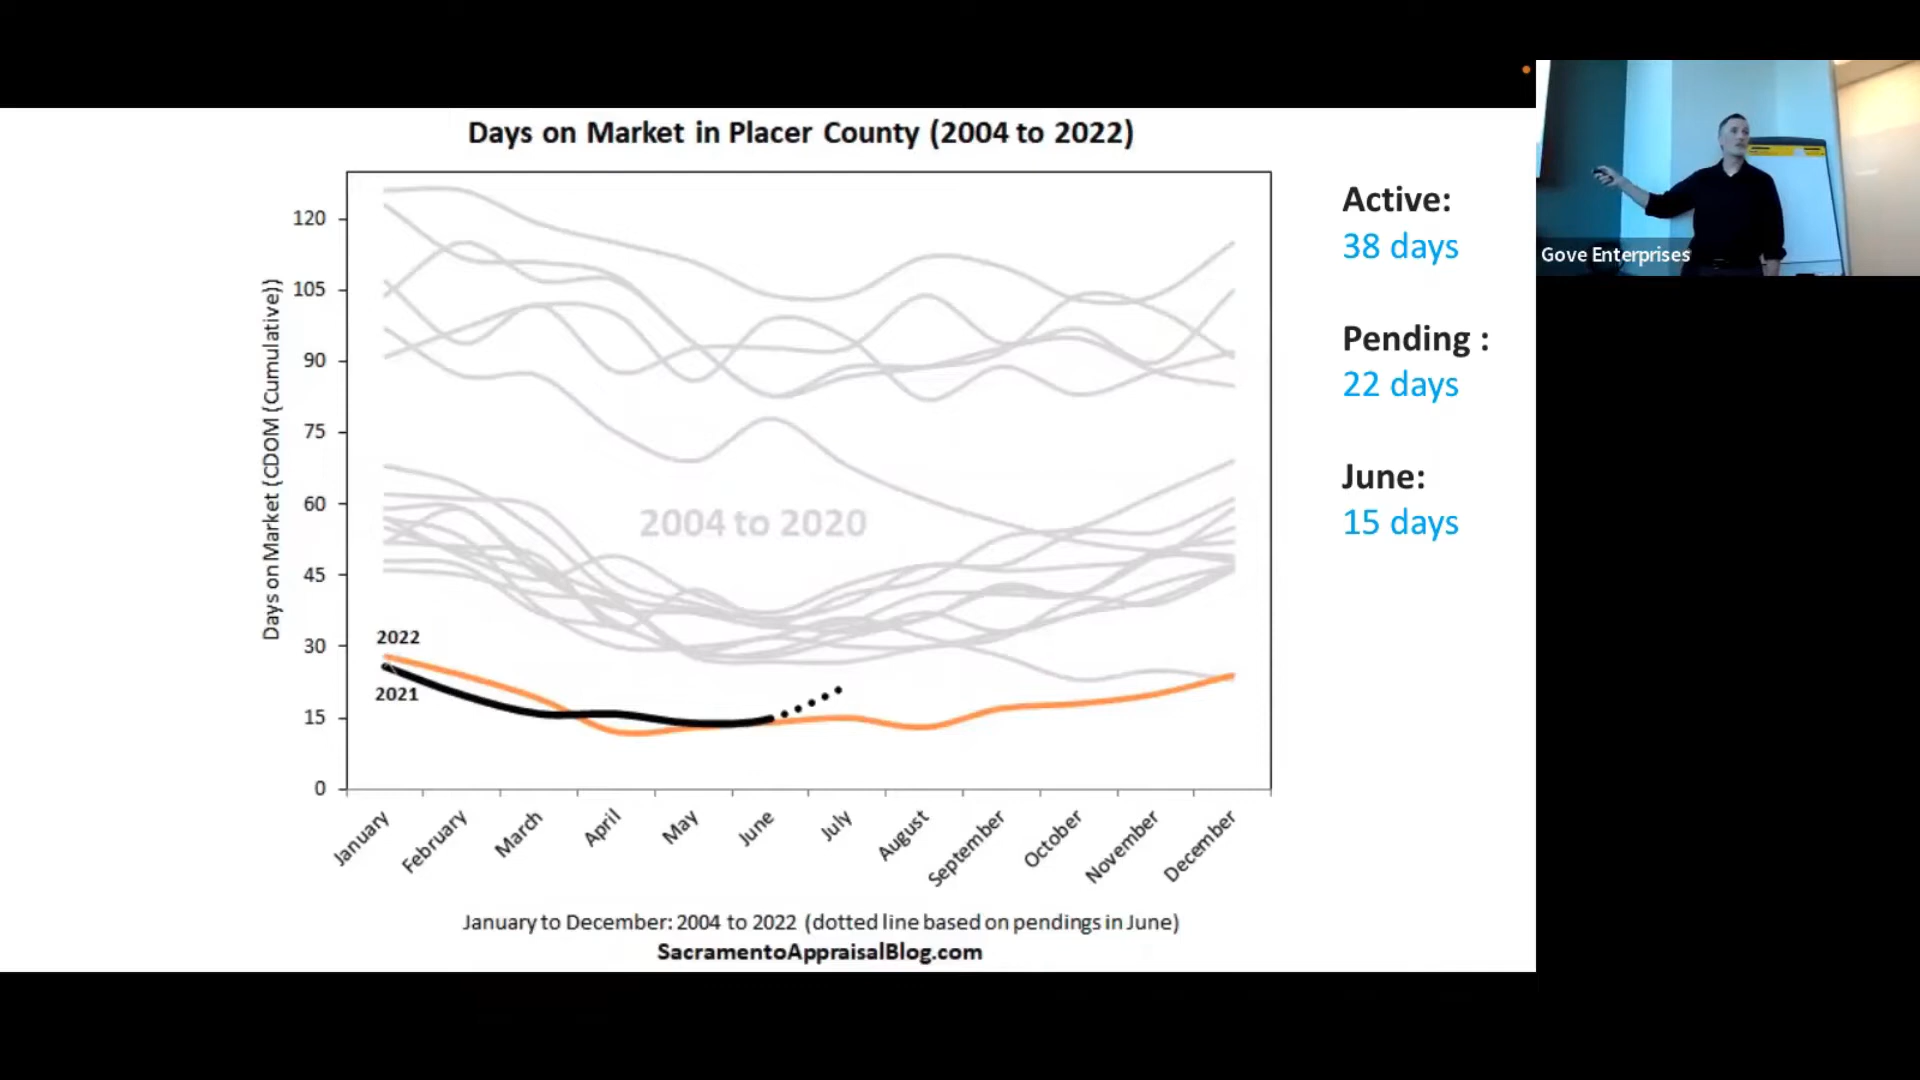 Days on Market in Placer County (2004 to 2022)
Days on Market (CDOM (Cumulative))
120
105
90
75
60
45
30
15
0
2004 to 2020
2022
2021
January
February
March
April
May
June
July
August
September
October
November
December
January to December: 2004 to 2022 (dotted line based on pendings in June)
SacramentoAppraisalBlog.com
Active:
38 days
Pending :
22 days
June:
15 days
Gove Enterprises